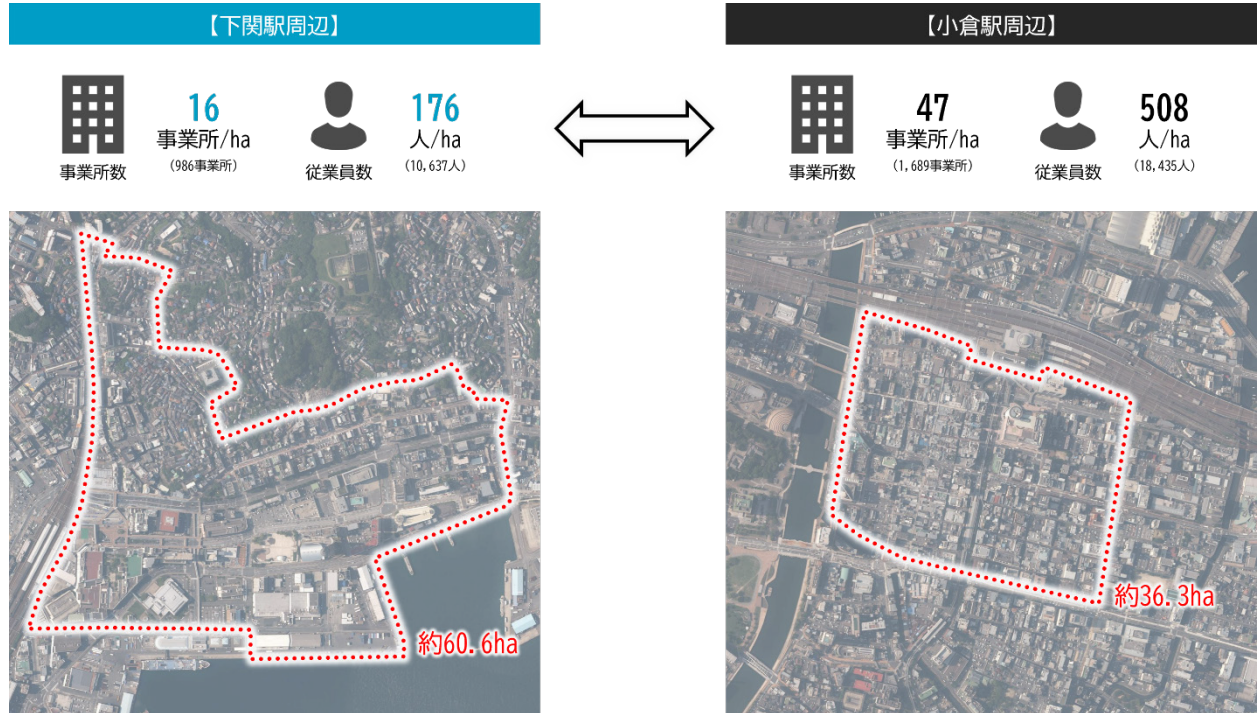 【下関駅周辺】
16
事業所/ha
(986事業所)
事業所数
176
人/ha
(10,637人)
従業員数
約60.6ha
【小倉駅周辺】
47
事業所/ha
(1,689事業所)
事業所数
508
人/ha
(18,435人)
従業員数
約36.3ha